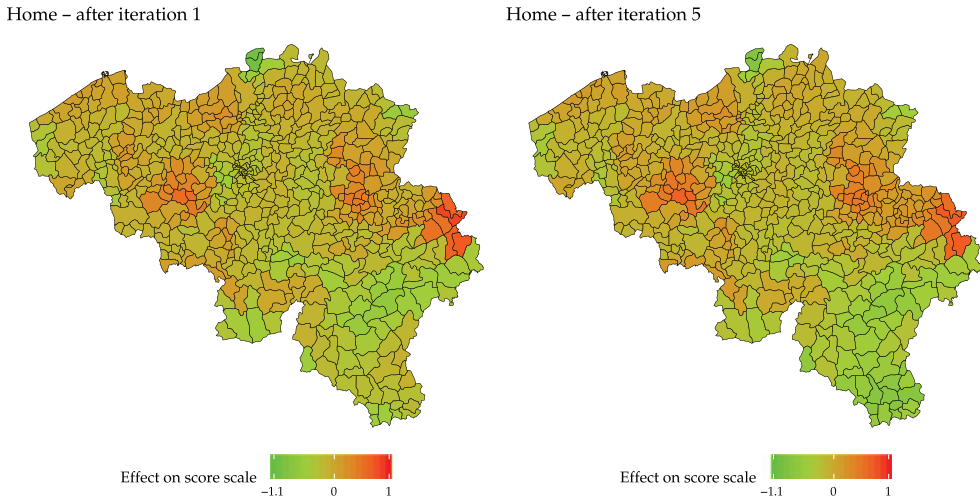 Home – after iteration 1
Home – after iteration 5
Effect on score scale
−1.1 0 1
Effect on score scale
−1.1 0 1